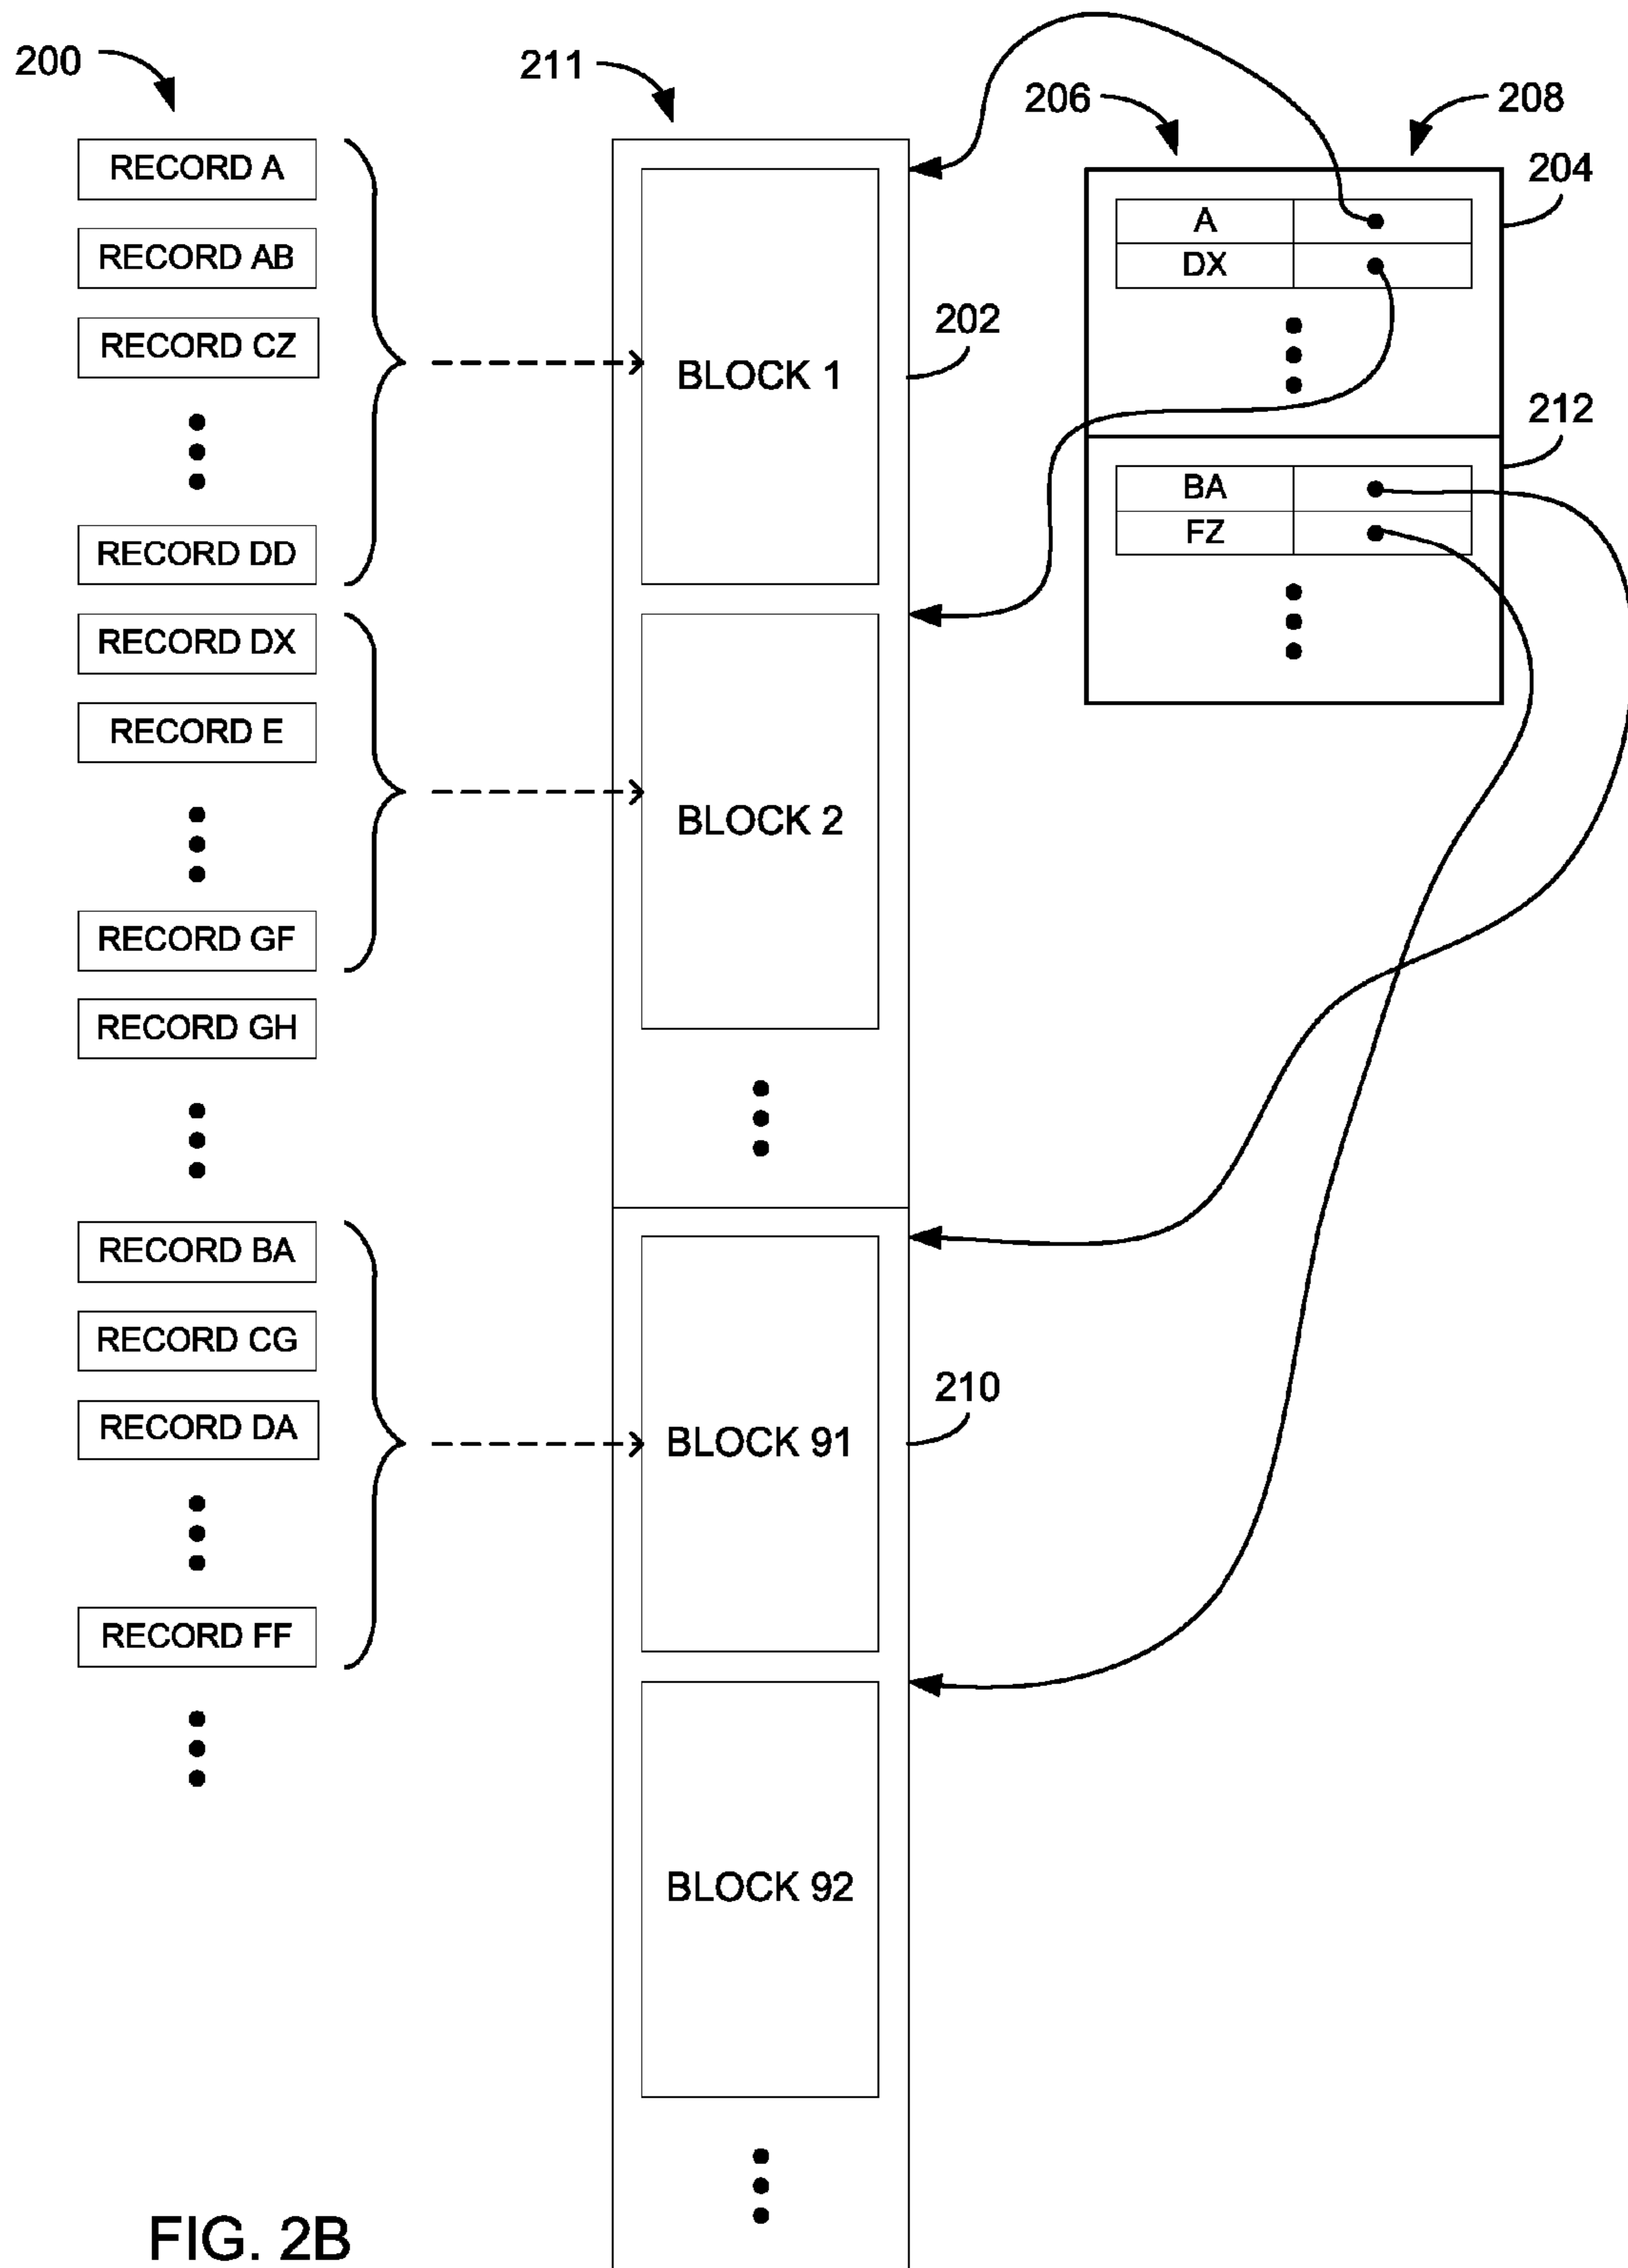 200
211
206
208
204
RECORD A
RECORD AB
RECORD CZ
RECORD DD
RECORD DX
RECORD E
RECORD GF
RECORD GH
RECORD BA
RECORD CG
RECORD DA
RECORD FF
BLOCK 1
202
BLOCK 2
BLOCK 91
210
BLOCK 92
A
DX
212
BA
FZ
FIG. 2B